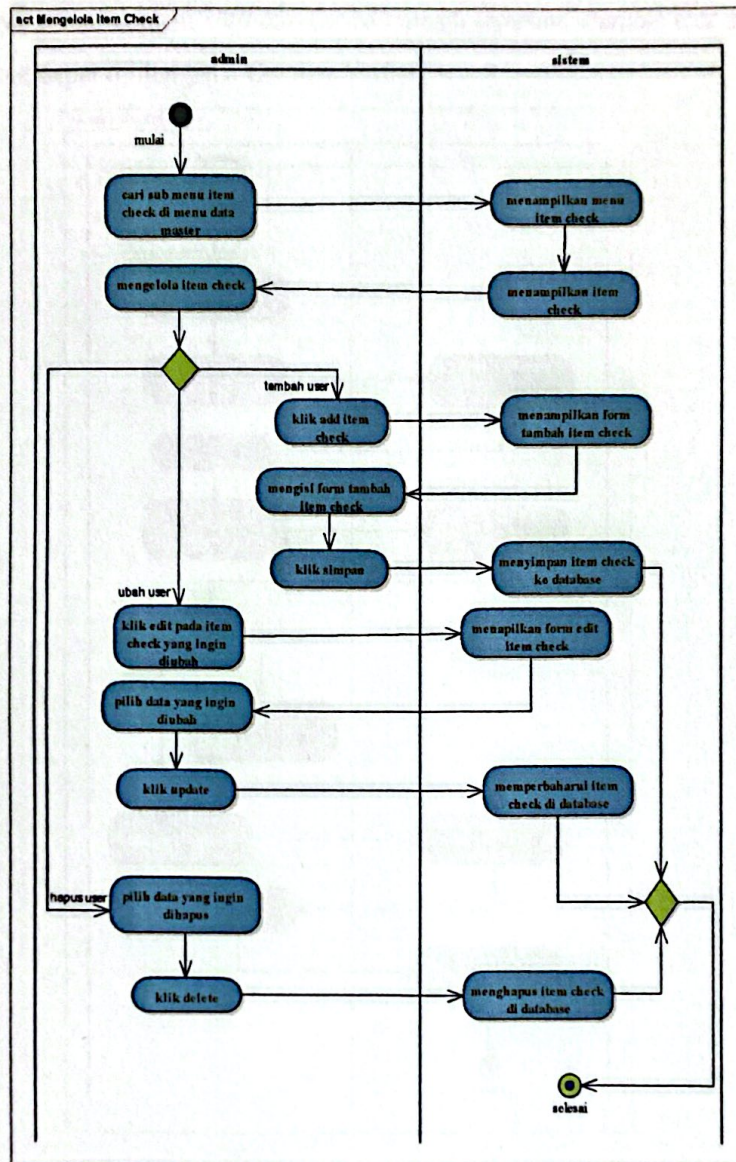 act Mengelola Item Check
admin
sistem
mulai
cari sub menu item
check di menu data
master
menampilkan menu
item check
mengelola item check
menampilkan item
check
tambah user
klik add item
check
menampilkan form
tambah item check
mengisi form tambah
item check
klik simpan
menyimpan item check
ke database
ubah user
klik edit pada item
check yang ingin
diubah
menapilkan form edit
item check
pilih data yang ingin
diubah
klik update
memperbaharui item
check di database
hapus user
pilih data yang ingin
dihapus
klik delete
menghapus item check
di database
selesai